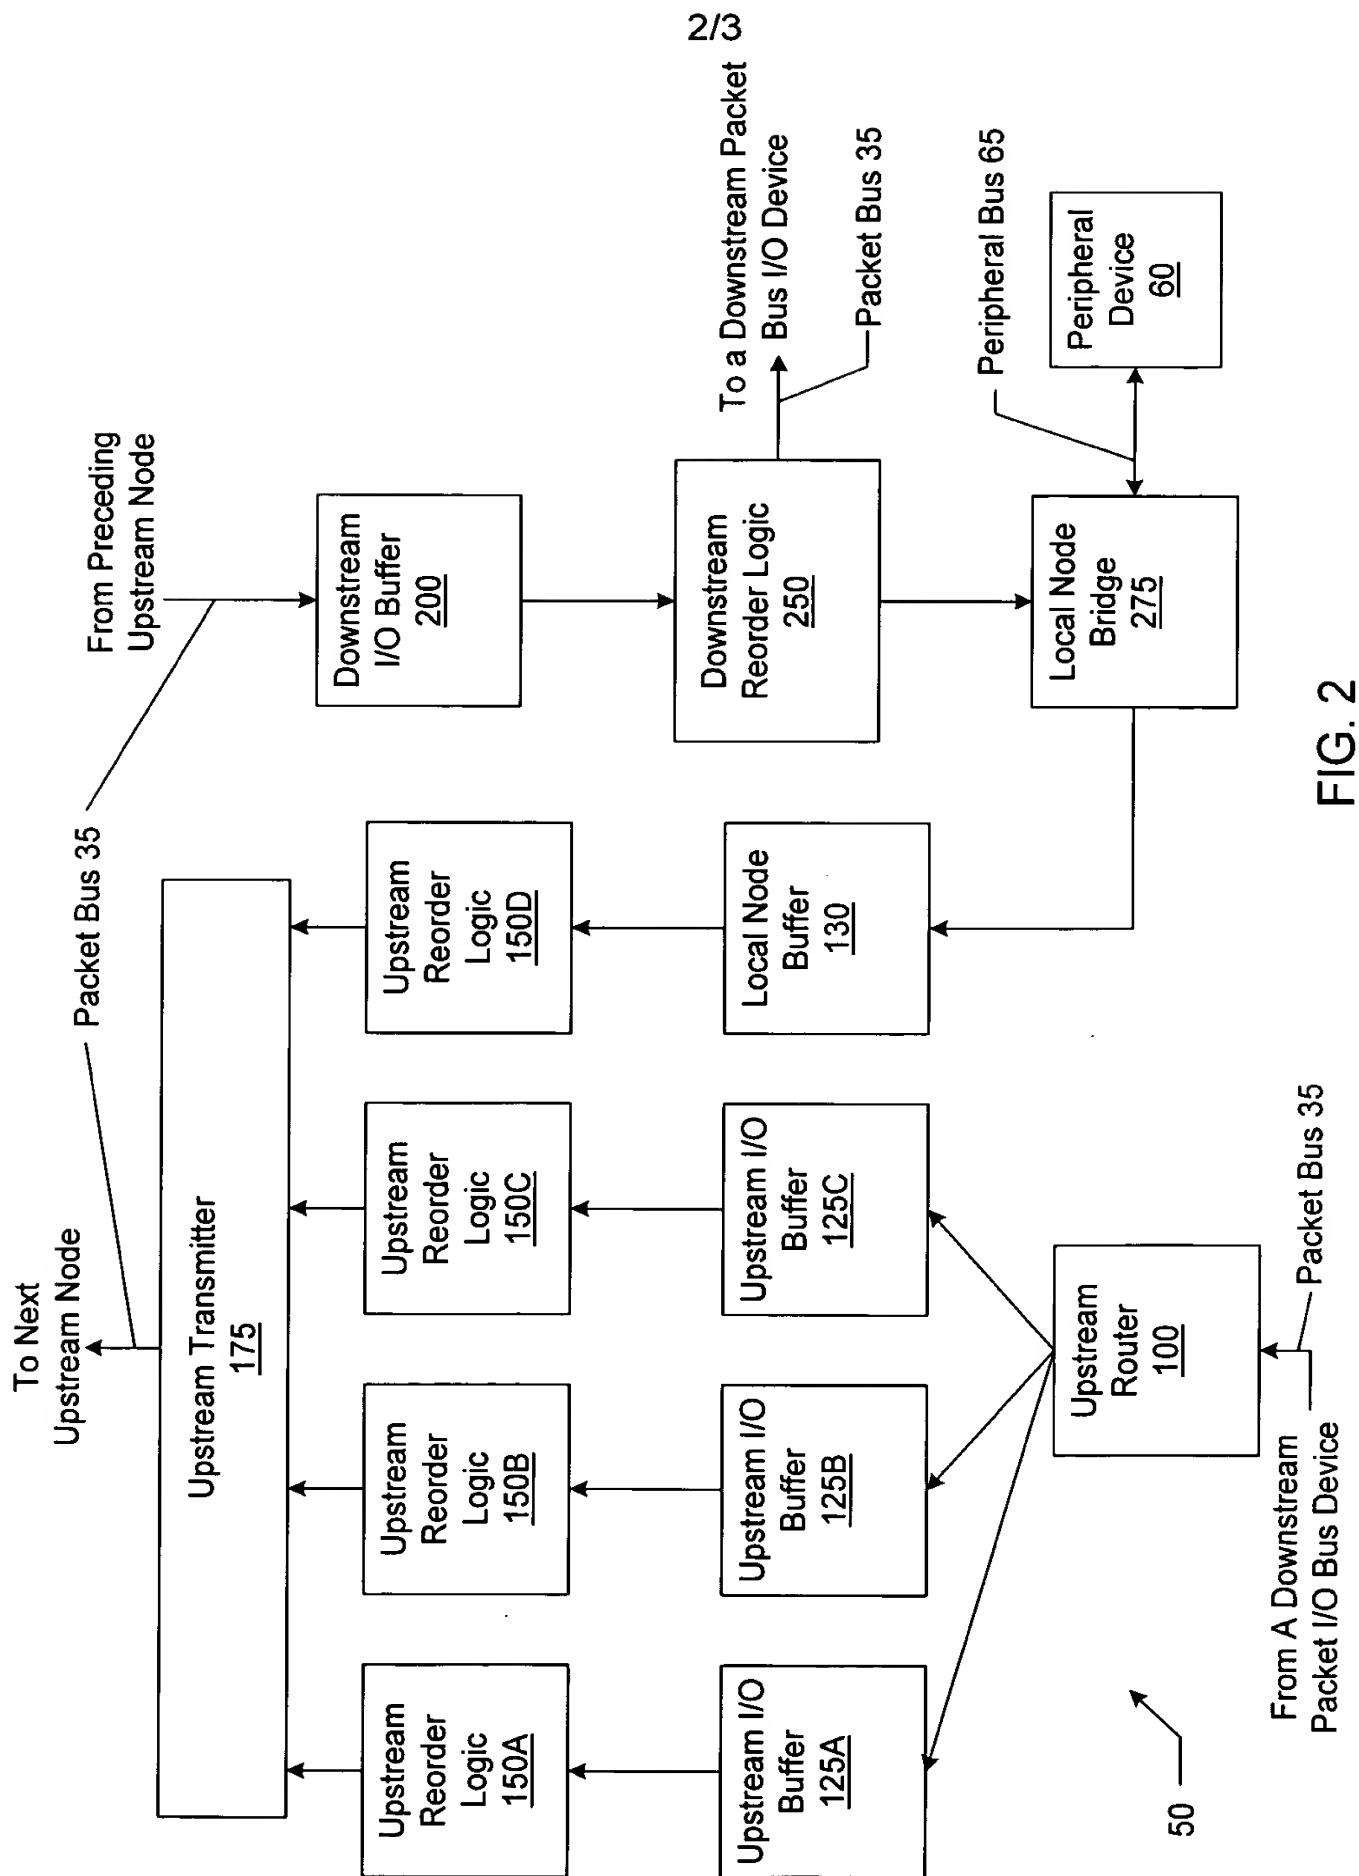 2/3
To Next
Upstream Node
Packet Bus 35
From Preceding
Upstream Node
Upstream Transmitter
175
Upstream
Reorder
Logic
150A
Upstream
Reorder
Logic
150B
Upstream
Reorder
Logic
150C
Upstream
Reorder
Logic
150D
Downstream
I/O Buffer
200
To a Downstream Packet
Bus I/O Device
Packet Bus 35
Upstream I/O
Buffer
125A
Upstream I/O
Buffer
125B
Upstream I/O
Buffer
125C
Local Node
Buffer
130
Downstream
Reorder Logic
250
Peripheral Bus 65
Upstream
Router
100
Local Node
Bridge
275
Peripheral
Device
60
50
From A Downstream
Packet I/O Bus Device
Packet Bus 35
FIG. 2